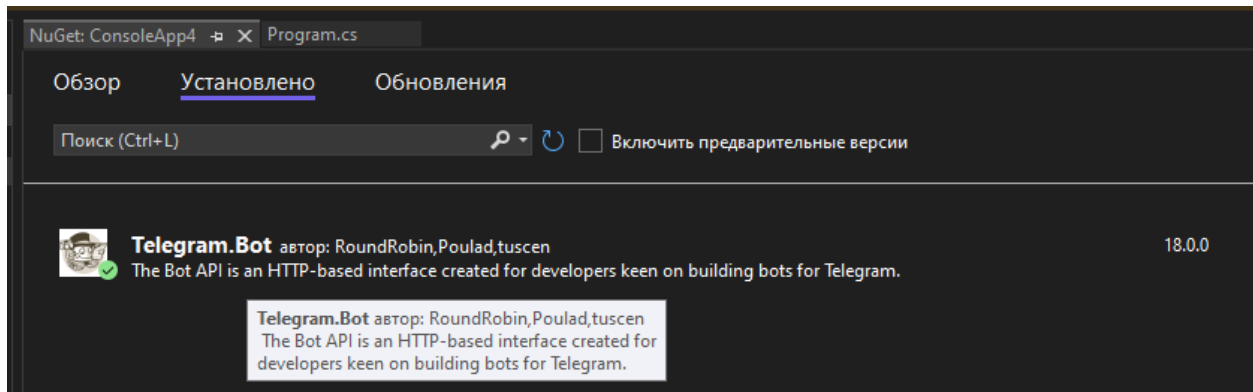 NuGet: ConsoleApp4 Program.cs
Обзор Установлено Обновления
Поиск (Ctrl+L) Включить предварительные версии
Telegram.Bot автор: RoundRobin,Poulad,tuscen 18.0.0
The Bot API is an HTTP-based interface created for developers keen on building bots for Telegram.
Telegram.Bot автор: RoundRobin,Poulad,tuscen
The Bot API is an HTTP-based interface created for
developers keen on building bots for Telegram.